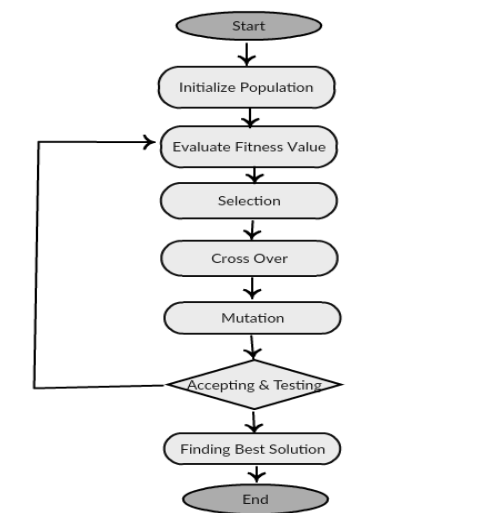 Start
Initialize Population
Evaluate Fitness Value
Selection
Cross Over
Mutation
Accepting & Testing
Finding Best Solution
End